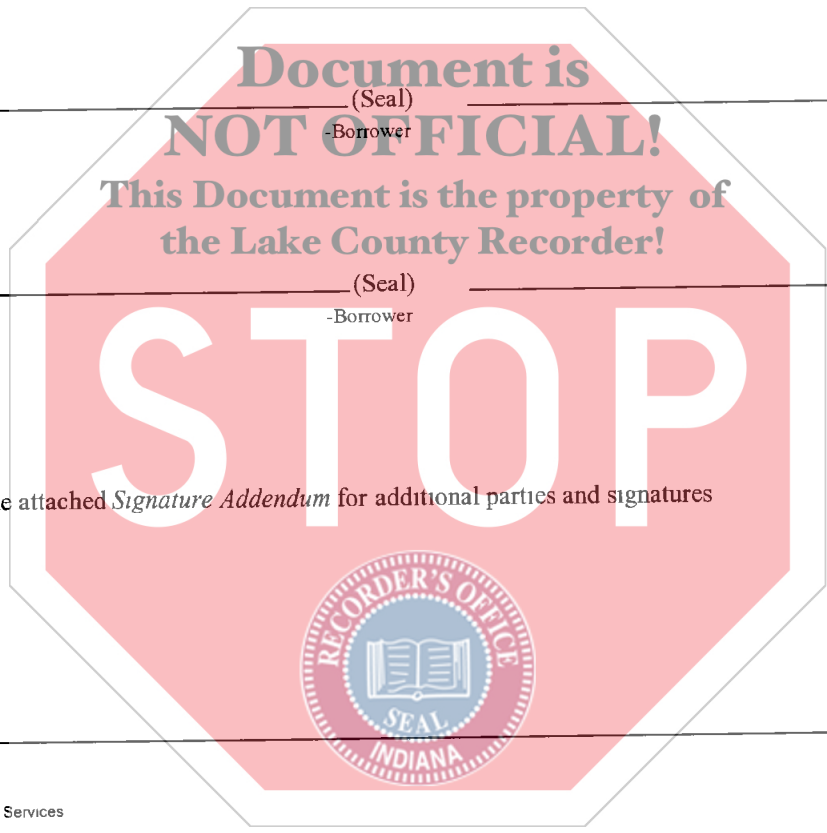 Document is
(Seal)
-Borrower
NOT OFFICIAL!
This Document is the property of
the Lake County Recorder!
(Seal)
-Borrower
STOP
e attached Signature Addendum for additional parties and signatures
RECORDER'S OFFICE
SEAL
INDIANA
Services